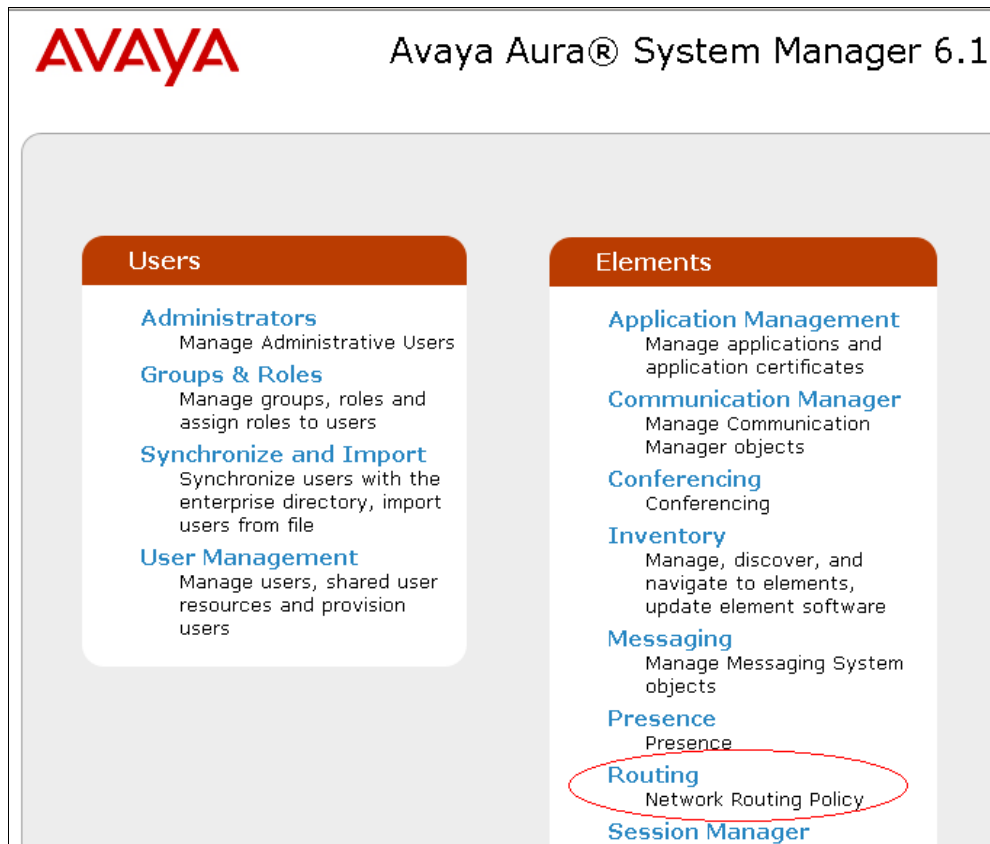 AVAYA
Avaya Aura® System Manager 6.1
Users
Administrators
Manage Administrative Users
Groups & Roles
Manage groups, roles and
assign roles to users
Synchronize and Import
Synchronize users with the
enterprise directory, import
users from file
User Management
Manage users, shared user
resources and provision
users
Elements
Application Management
Manage applications and
application certificates
Communication Manager
Manage Communication
Manager objects
Conferencing
Conferencing
Inventory
Manage, discover, and
navigate to elements,
update element software
Messaging
Manage Messaging System
objects
Presence
Presence
Routing
Network Routing Policy
Session Manager